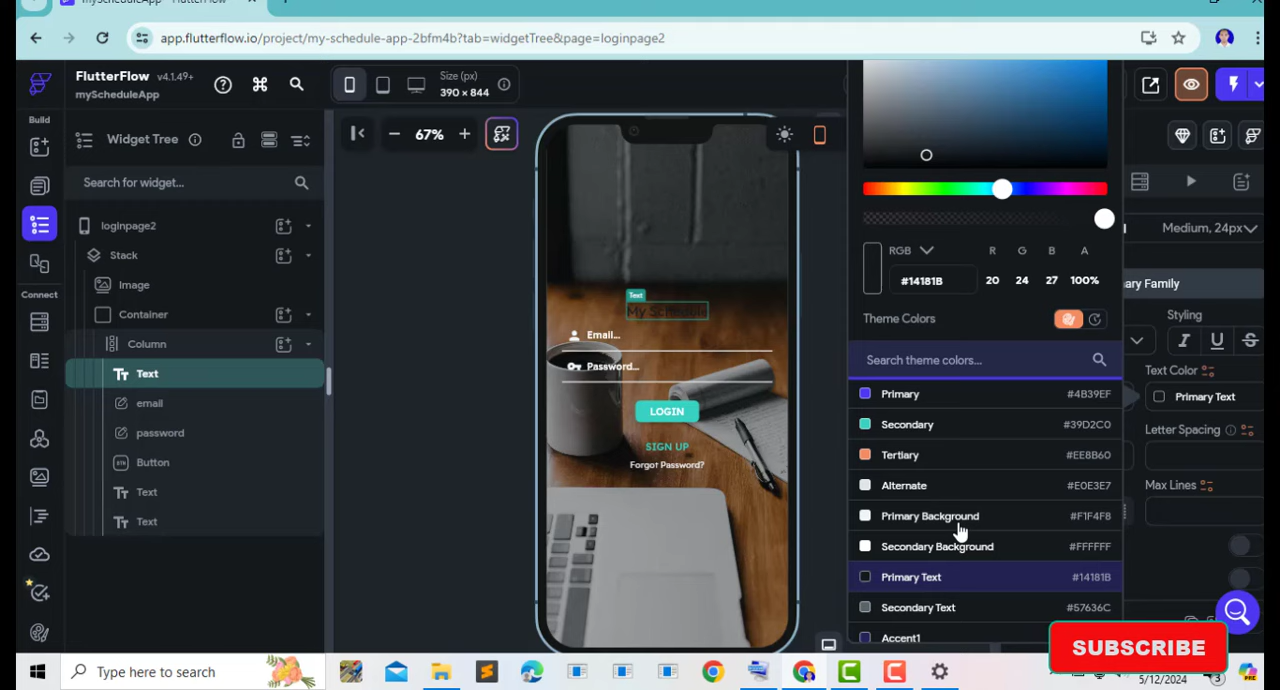 myScheduleApp - FlutterFlow
app.flutterflow.io/project/my-schedule-app-2bfm4b?tab=widgetTree&page=loginpage2
FlutterFlow v4.1.49+
myScheduleApp
Size (px)
390 × 844
Build
Widget Tree
67%
Search for widget...
loginpage2
Stack
Image
Connect
Container
Column
Text
email
password
Button
Text
Text
Text
My Schedule
Email...
Password...
LOGIN
SIGN UP
Forgot Password?
RGB R G B A
#14181B 20 24 27 100%
Theme Colors
Search theme colors...
Primary #4B39EF
Secondary #39D2C0
Tertiary #EE8B60
Alternate #E0E3E7
Primary Background #F1F4F8
Secondary Background #FFFFFF
Primary Text #14181B
Secondary Text #57636C
Accent1
Medium, 24px
ary Family
Styling
Text Color
Primary Text
Letter Spacing
Max Lines
SUBSCRIBE
Type here to search
5/12/2024
3